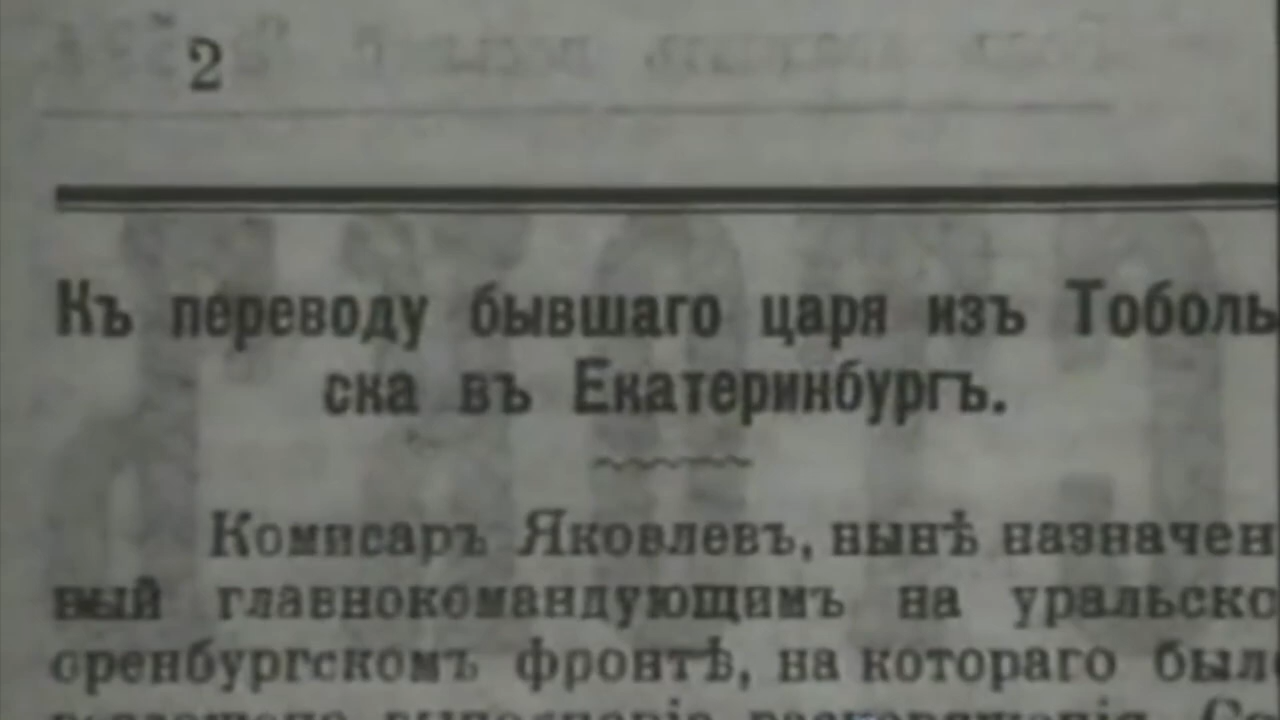 2
Къ переводу бывшаго царя изъ Тоболь
ска въ Екатеринбургъ.
Комисаръ Яковлевъ, нынѣ назначен
ный главнокомандующимъ на уральско
оренбургскомъ фронтѣ, на котораго было